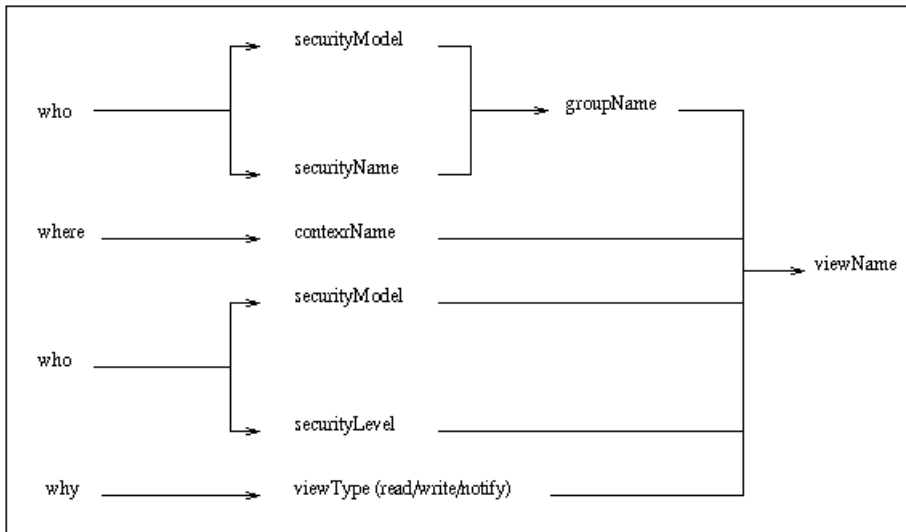 securityModel
who
groupName
securityName
where
contexrName
viewName
securityModel
who
securityLevel
why
viewType (read/write/notify)